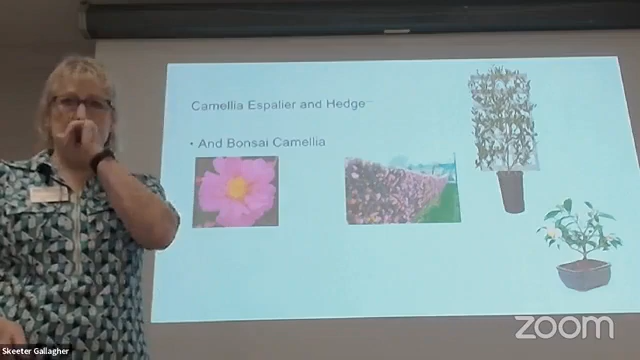 Camellia Espalier and Hedge
• And Bonsai Camellia
Skeeter Gallagher
zoom